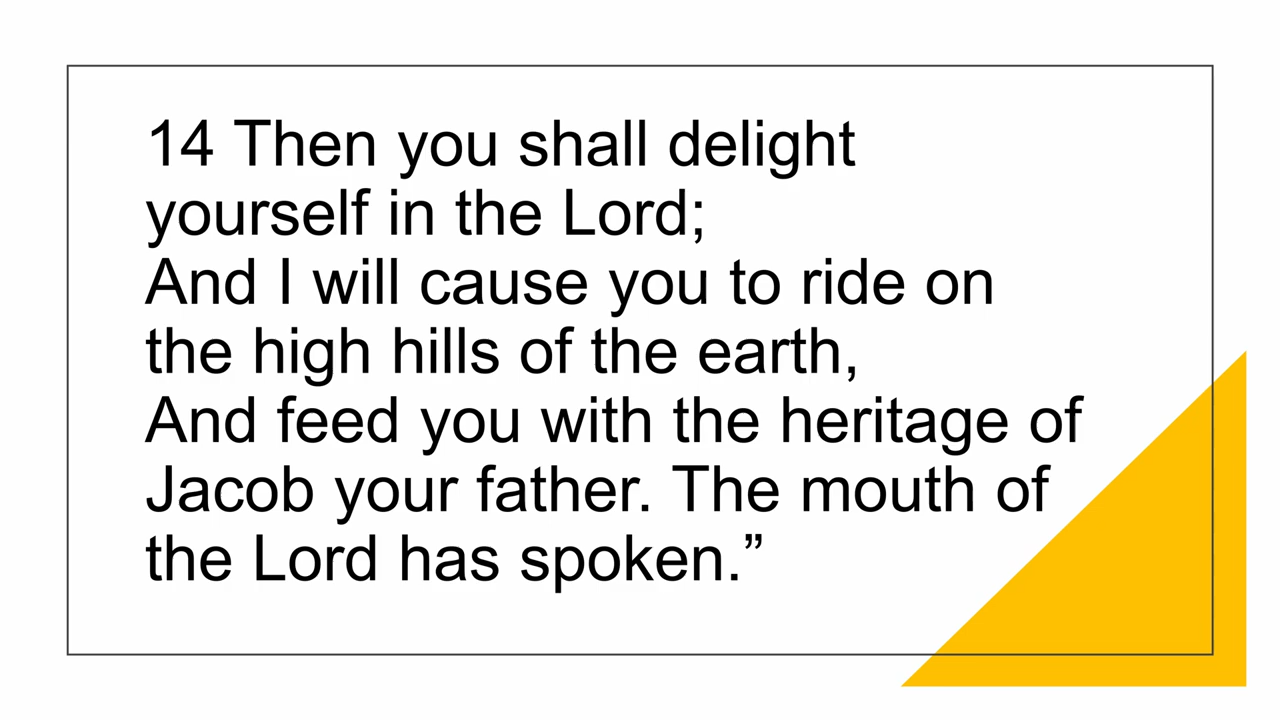 14 Then you shall delight
yourself in the Lord;
And I will cause you to ride on
the high hills of the earth,
And feed you with the heritage of
Jacob your father. The mouth of
the Lord has spoken.”